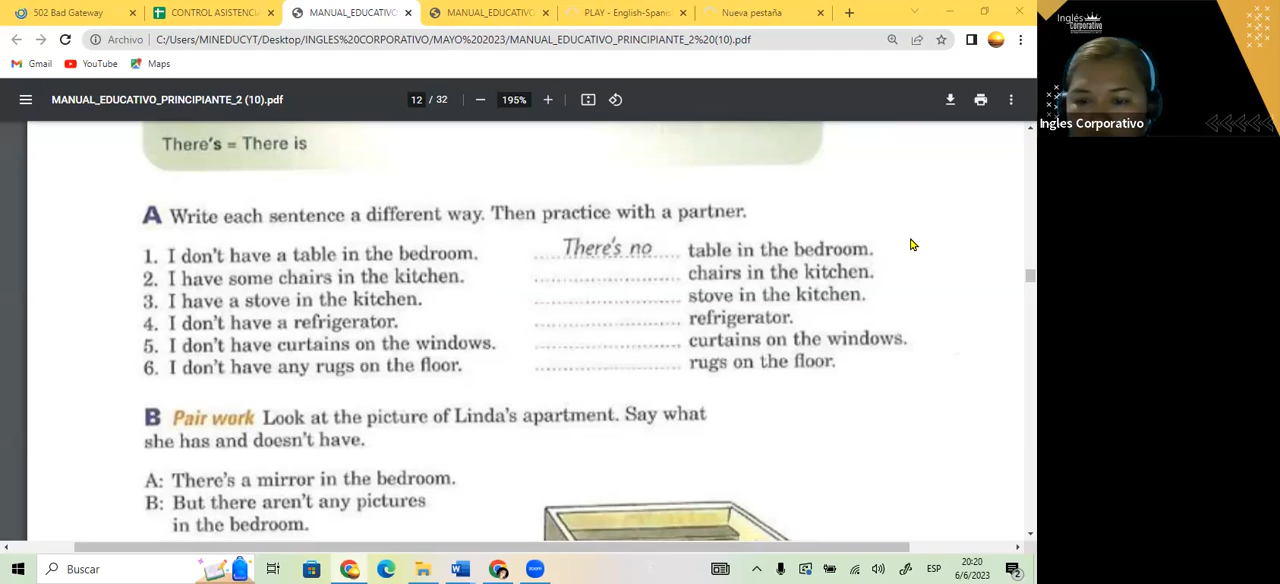 502 Bad Gateway
CONTROL ASISTENCI
MANUAL_EDUCATIVO
MANUAL_EDUCATIVO
PLAY - English-Spanis
Nueva pestaña
Archivo
C:/Users/MINEDUCYT/Desktop/INGLES%20CORPORATIVO/MAYO%202023/MANUAL_EDUCATIVO_PRINCIPIANTE_2%20(10).pdf
Gmail
YouTube
Maps
MANUAL_EDUCATIVO_PRINCIPIANTE_2 (10).pdf
12 / 32
195%
There's = There is
A Write each sentence a different way. Then practice with a partner.
1. I don't have a table in the bedroom. There's no table in the bedroom.
2. I have some chairs in the kitchen. chairs in the kitchen.
3. I have a stove in the kitchen. stove in the kitchen.
4. I don't have a refrigerator. refrigerator.
5. I don't have curtains on the windows. curtains on the windows.
6. I don't have any rugs on the floor. rugs on the floor.
B Pair work Look at the picture of Linda's apartment. Say what
she has and doesn't have.
A: There's a mirror in the bedroom.
B: But there aren't any pictures
in the bedroom.
Inglés
Corporativo
Ingles Corporativo
Buscar
ESP
20:20
6/6/2023
2